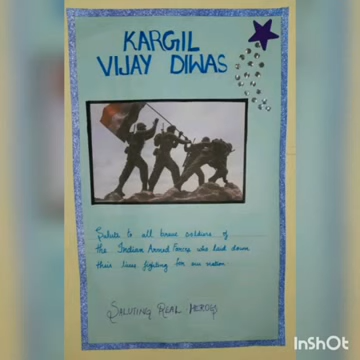 KARGIL
VIJAY DIWAS
Salute to all brave soldiers of
the Indian Armed Forces who laid down
their lives fighting for our nation.
SALUTING REAL HEROES
InShOt